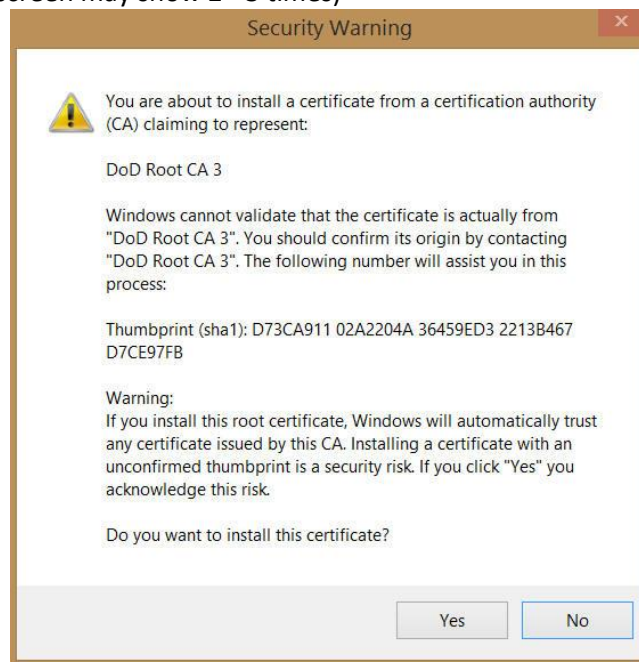 screen may show 1 - 3 times)
Security Warning
You are about to install a certificate from a certification authority
(CA) claiming to represent:
DoD Root CA 3
Windows cannot validate that the certificate is actually from
"DoD Root CA 3". You should confirm its origin by contacting
"DoD Root CA 3". The following number will assist you in this
process:
Thumbprint (sha1): D73CA911 02A2204A 36459ED3 2213B467
D7CE97FB
Warning:
If you install this root certificate, Windows will automatically trust
any certificate issued by this CA. Installing a certificate with an
unconfirmed thumbprint is a security risk. If you click "Yes" you
acknowledge this risk.
Do you want to install this certificate?
Yes No